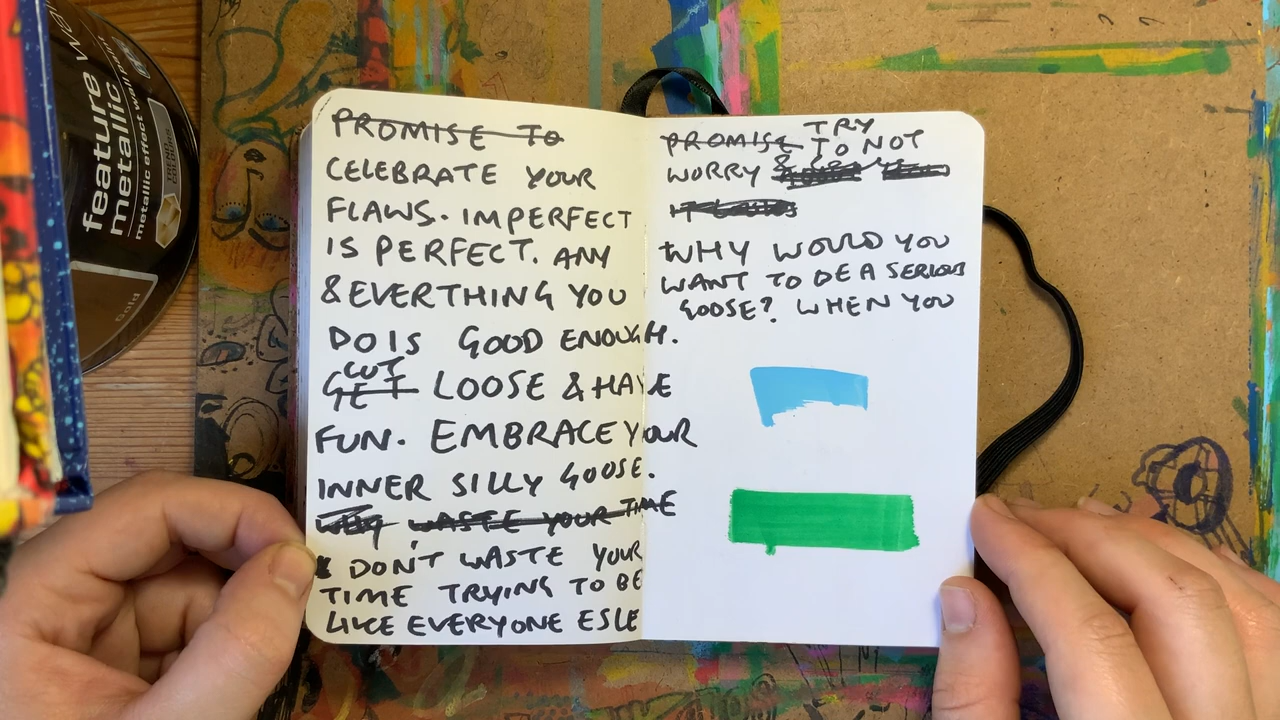 feature w
metallic
metallic effect wall paint
Gold
PROMISE TO
CELEBRATE YOUR
FLAWS. IMPERFECT
IS PERFECT. ANY
& EVERTHING YOU
DO IS GOOD ENOUGH.
CUT
GET LOOSE & HAVE
FUN. EMBRACE YOUR
INNER SILLY GOOSE.
WASTE YOUR TIME
DON'T WASTE YOUR
TIME TRYING TO BE
LIKE EVERYONE ESLE
TRY
PROMISE TO NOT
WORRY &
WHY WOULD YOU
WANT TO BE A SERIOUS
GOOSE? WHEN YOU